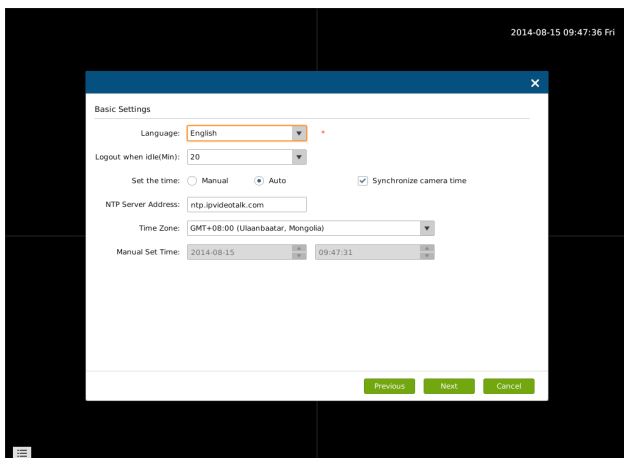 2014-08-15 09:47:36 Fri
Basic Settings
Language: English *
Logout when idle(Min): 20
Set the time: Manual Auto Synchronize camera time
NTP Server Address: ntp.ipvideotalk.com
Time Zone: GMT+08:00 (Ulaanbaatar, Mongolia)
Manual Set Time: 2014-08-15 09:47:31
Previous Next Cancel